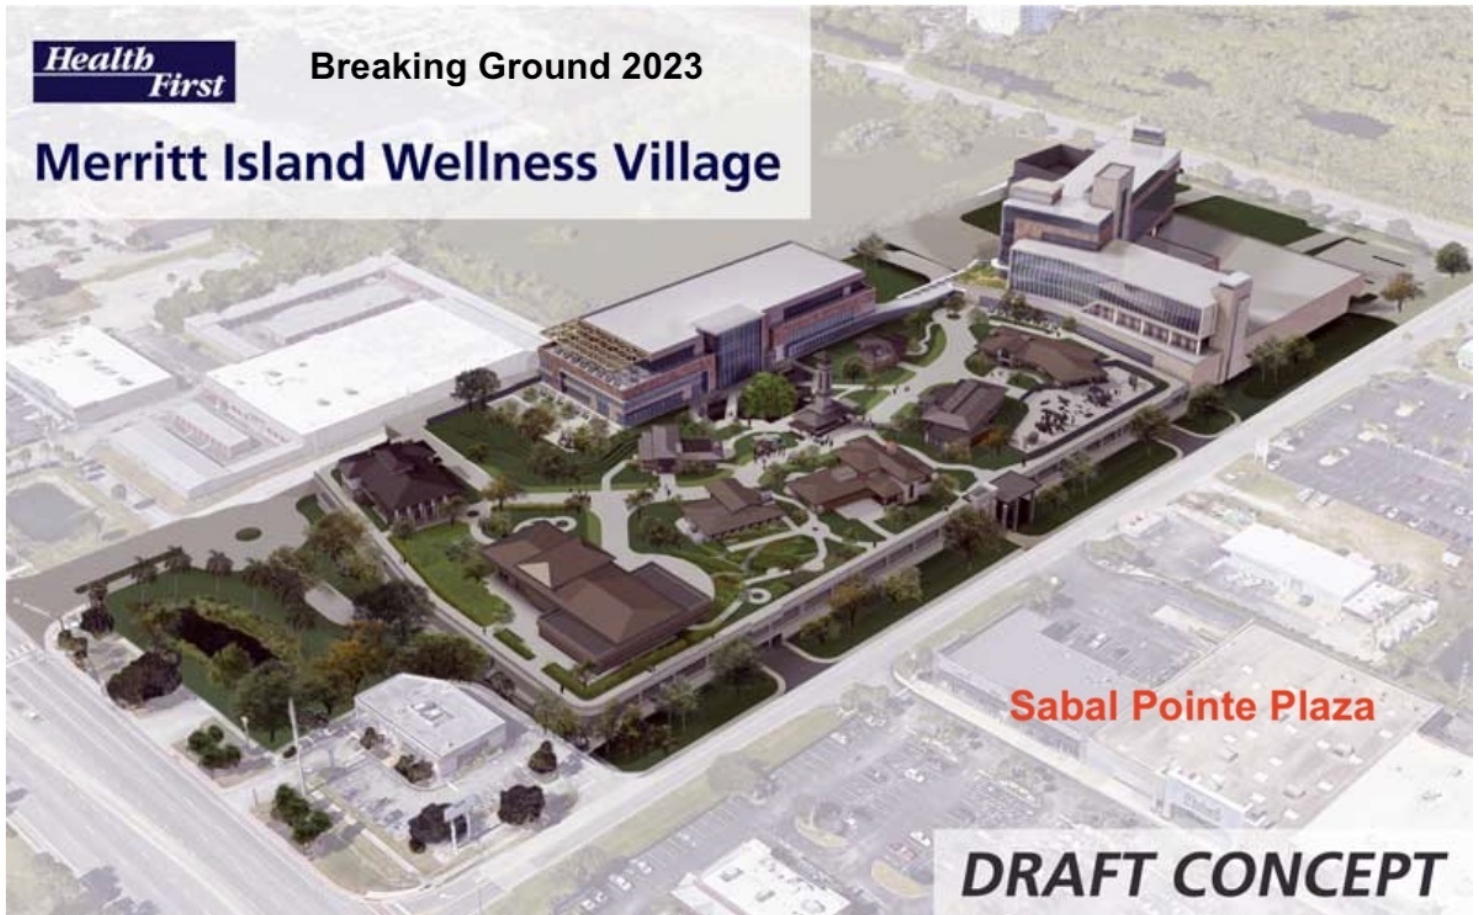 Health
First
Breaking Ground 2023
Merritt Island Wellness Village
Sabal Pointe Plaza
DRAFT CONCEPT